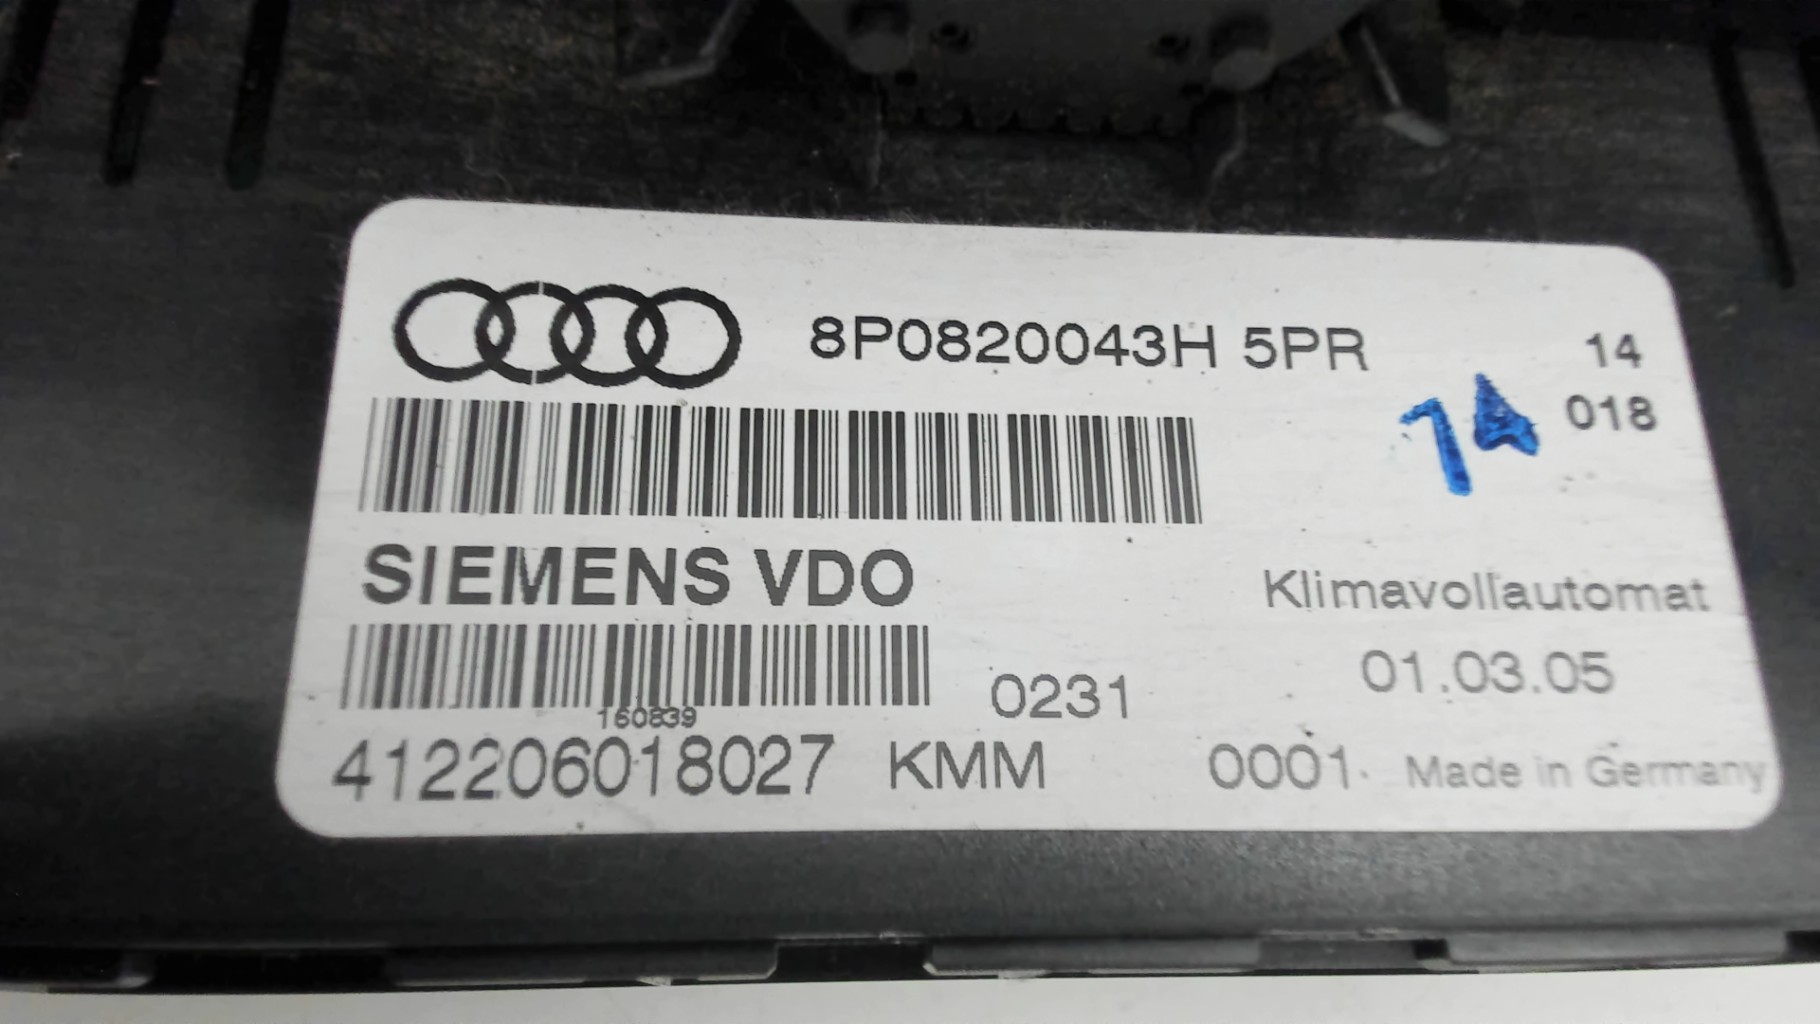 8P0820043H 5PR
14
018
14
SIEMENS VDO
Klimavollautomat
01.03.05
0231
160839
412206018027 KMM
0001
Made in Germany